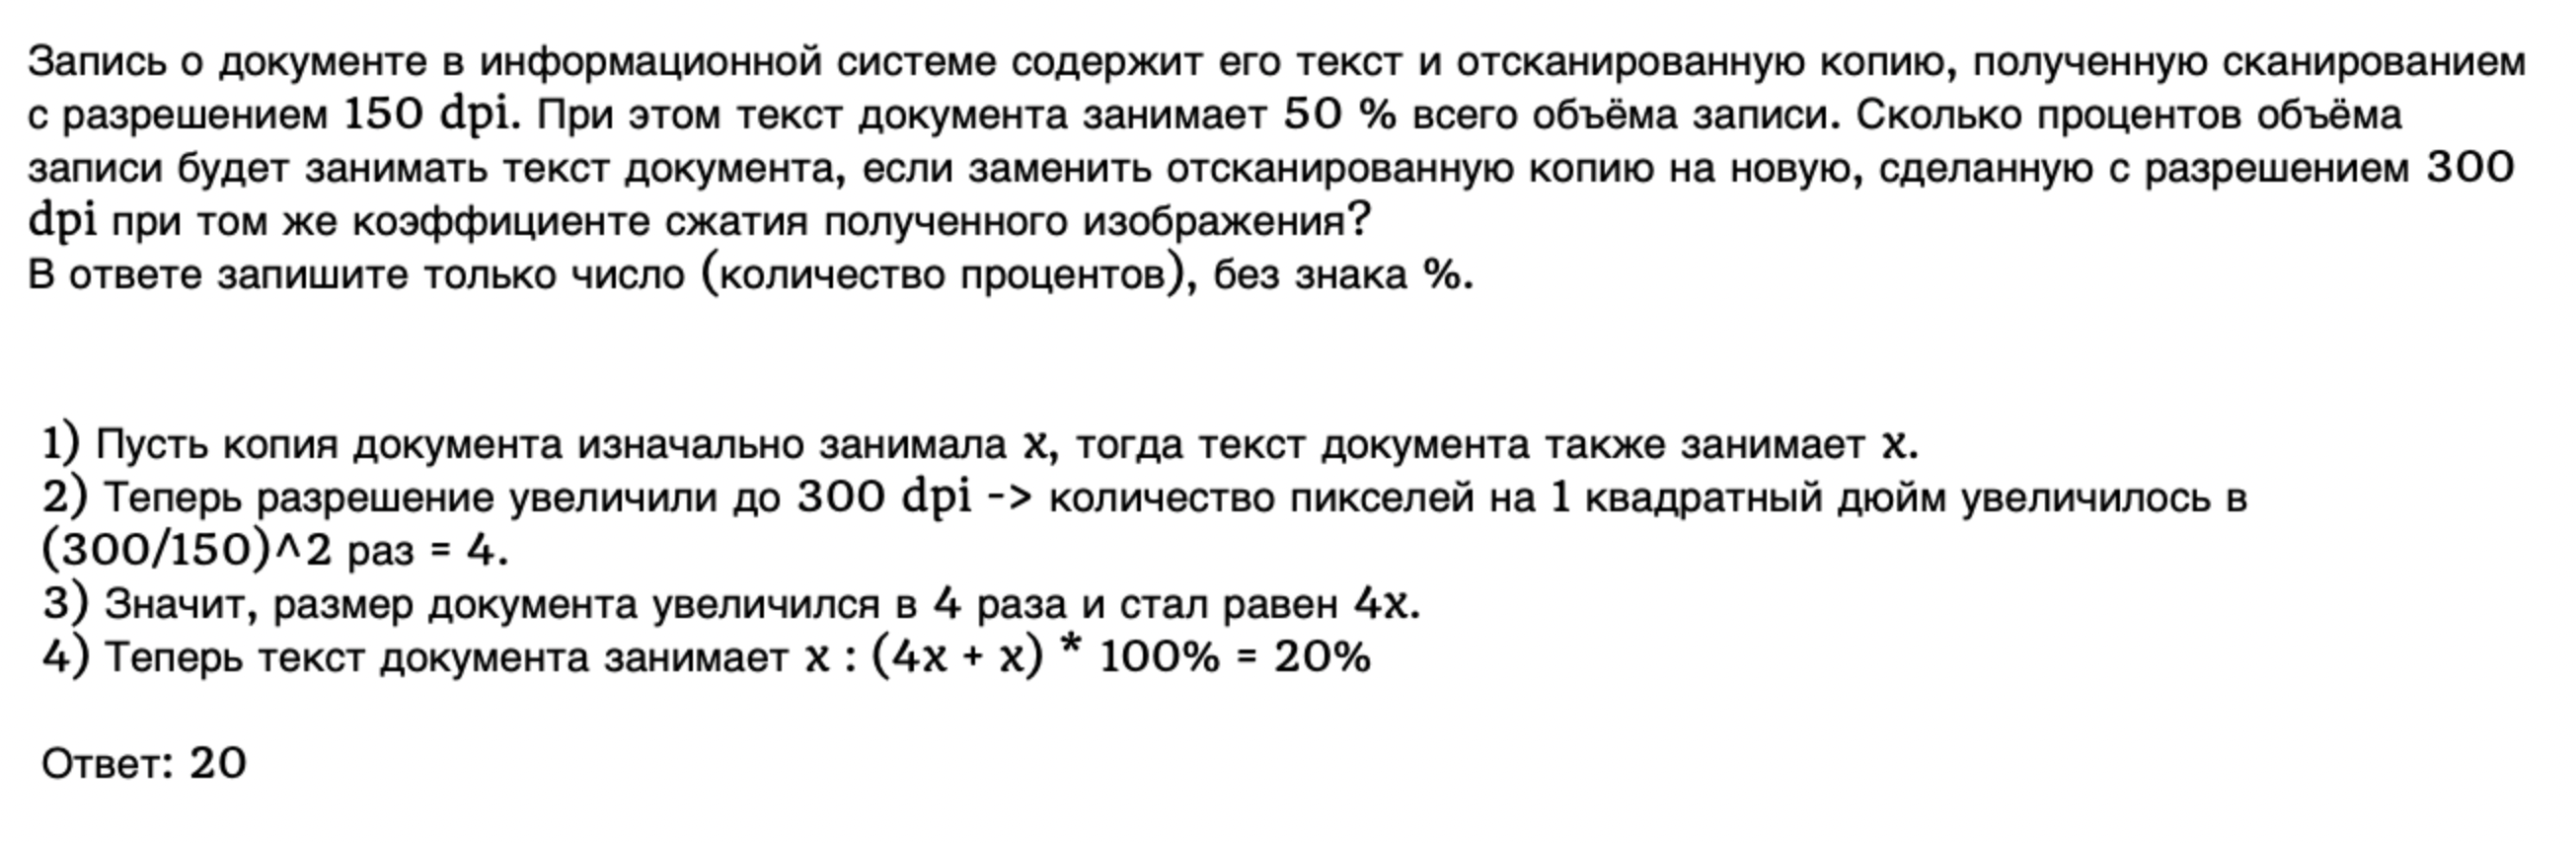 Запись о документе в информационной системе содержит его текст и отсканированную копию, полученную сканированием
с разрешением 150 dpi. При этом текст документа занимает 50 % всего объёма записи. Сколько процентов объёма
записи будет занимать текст документа, если заменить отсканированную копию на новую, сделанную с разрешением 300
dpi при том же коэффициенте сжатия полученного изображения?
В ответе запишите только число (количество процентов), без знака %.
1) Пусть копия документа изначально занимала x, тогда текст документа также занимает x.
2) Теперь разрешение увеличили до 300 dpi -> количество пикселей на 1 квадратный дюйм увеличилось в
(300/150)^2 раз = 4.
3) Значит, размер документа увеличился в 4 раза и стал равен 4x.
4) Теперь текст документа занимает x : (4x + x) * 100% = 20%
Ответ: 20